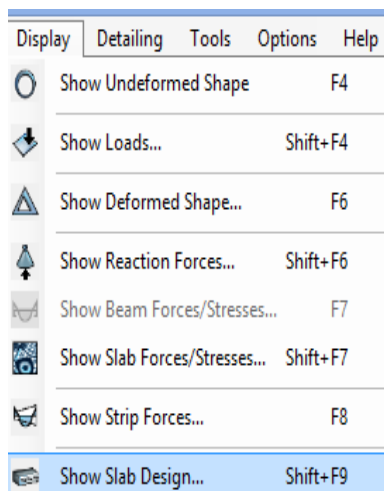 Display Detailing Tools Options Help
Show Undeformed Shape F4
Show Loads... Shift+F4
Show Deformed Shape... F6
Show Reaction Forces... Shift+F6
Show Beam Forces/Stresses... F7
Show Slab Forces/Stresses... Shift+F7
Show Strip Forces... F8
Show Slab Design... Shift+F9